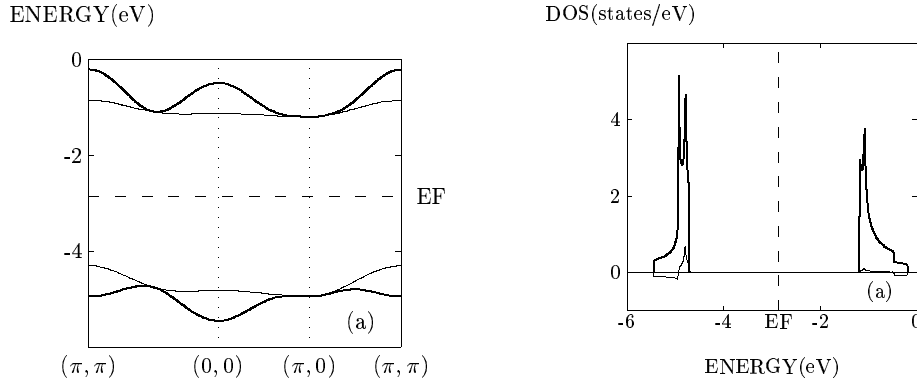 ENERGY(eV)
0
-2
-4
EF
(a)
(π, π)
(0, 0)
(π, 0)
(π, π)
DOS(states/eV)
4
2
0
(a)
-6
-4
EF
-2
0
ENERGY(eV)